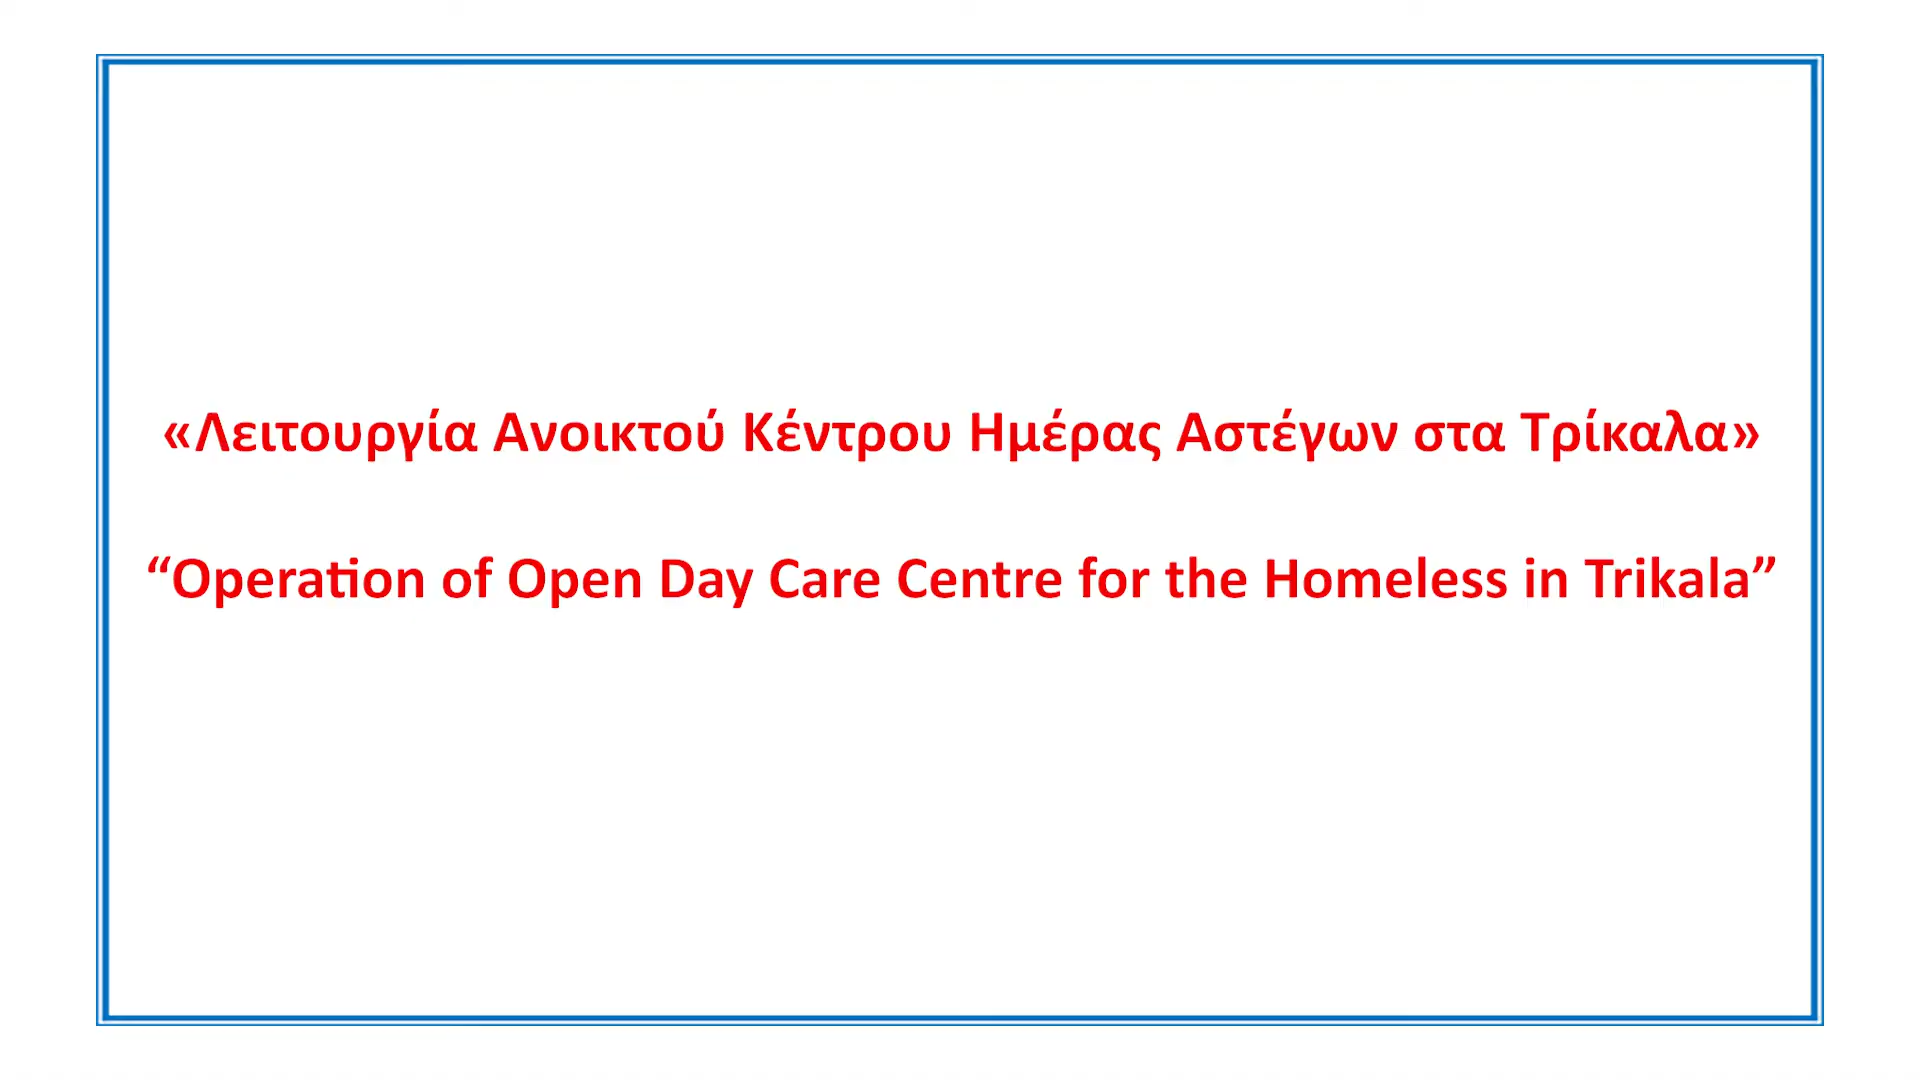 «Λειτουργία Ανοικτού Κέντρου Ημέρας Αστέγων στα Τρίκαλα»
“Operation of Open Day Care Centre for the Homeless in Trikala”